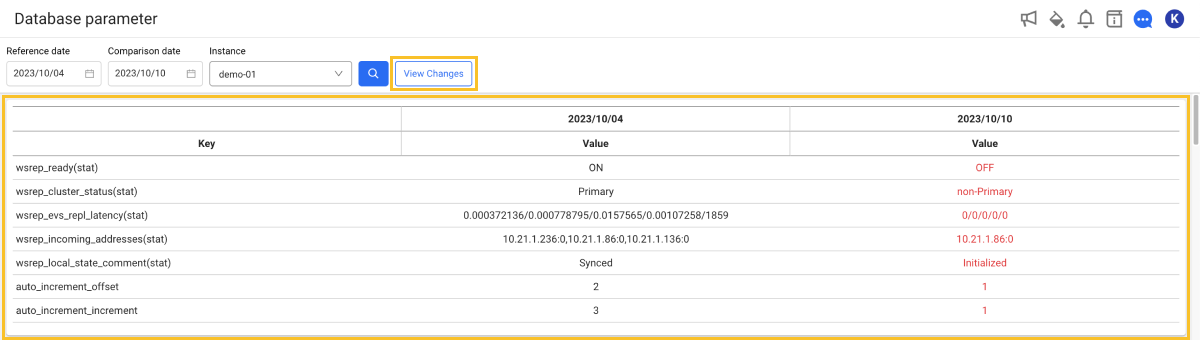 Database parameter
K
Reference date Comparison date Instance
2023/10/04 2023/10/10 demo-01 View Changes
2023/10/04 2023/10/10
Key Value Value
wsrep_ready(stat) ON OFF
wsrep_cluster_status(stat) Primary non-Primary
wsrep_evs_repl_latency(stat) 0.000372136/0.000778795/0.0157565/0.00107258/1859 0/0/0/0/0
wsrep_incoming_addresses(stat) 10.21.1.236:0,10.21.1.86:0,10.21.1.136:0 10.21.1.86:0
wsrep_local_state_comment(stat) Synced Initialized
auto_increment_offset 2 1
auto_increment_increment 3 1